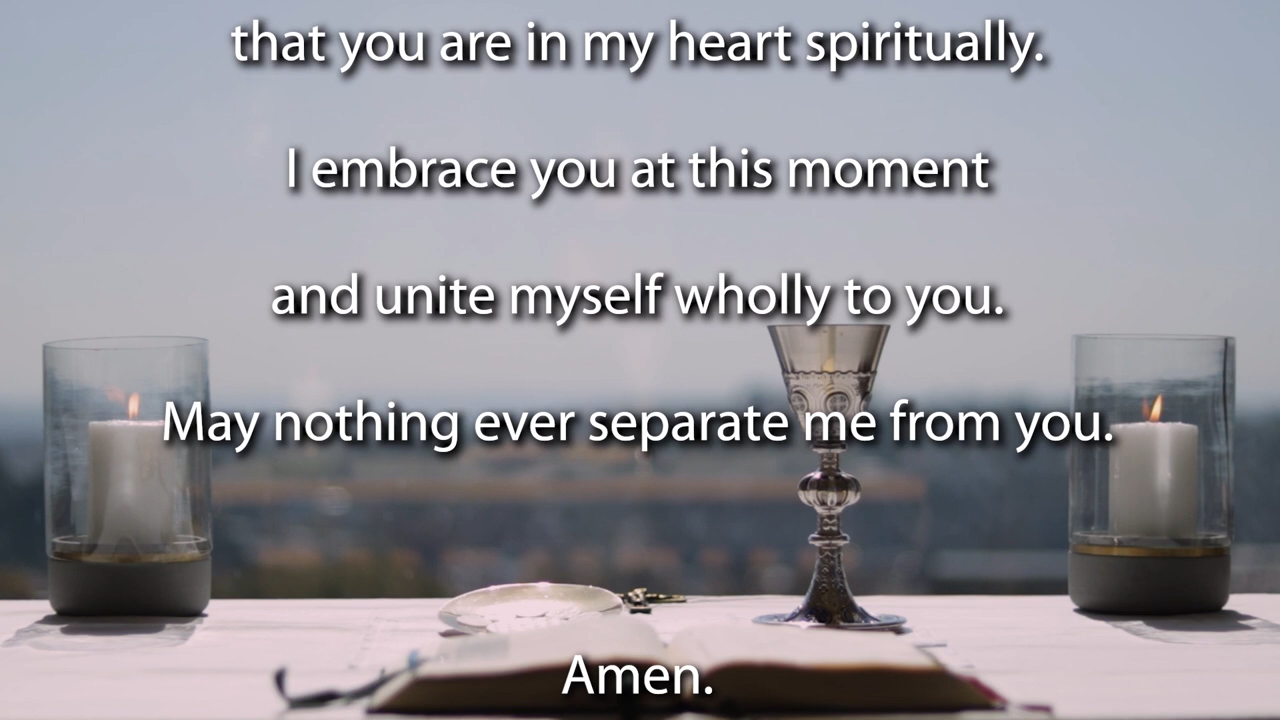 that you are in my heart spiritually.
I embrace you at this moment
and unite myself wholly to you.
May nothing ever separate me from you.
Amen.